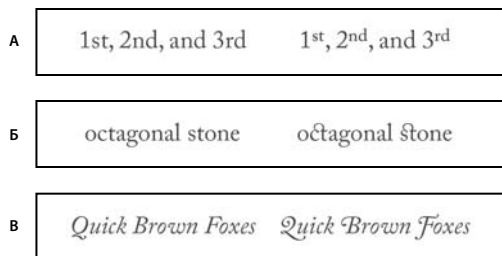 А 1st, 2nd, and 3rd 1st, 2nd, and 3rd
Б octagonal stone octagonal stone
В Quick Brown Foxes Quick Brown Foxes